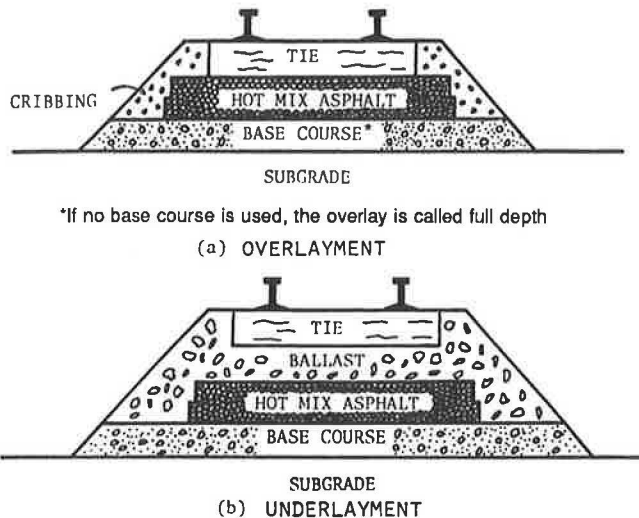 TIE
CRIBBING
HOT MIX ASPHALT
BASE COURSE*
SUBGRADE
*If no base course is used, the overlay is called full depth
(a) OVERLAYMENT
TIE
BALLAST
HOT MIX ASPHALT
BASE COURSE
SUBGRADE
(b) UNDERLAYMENT